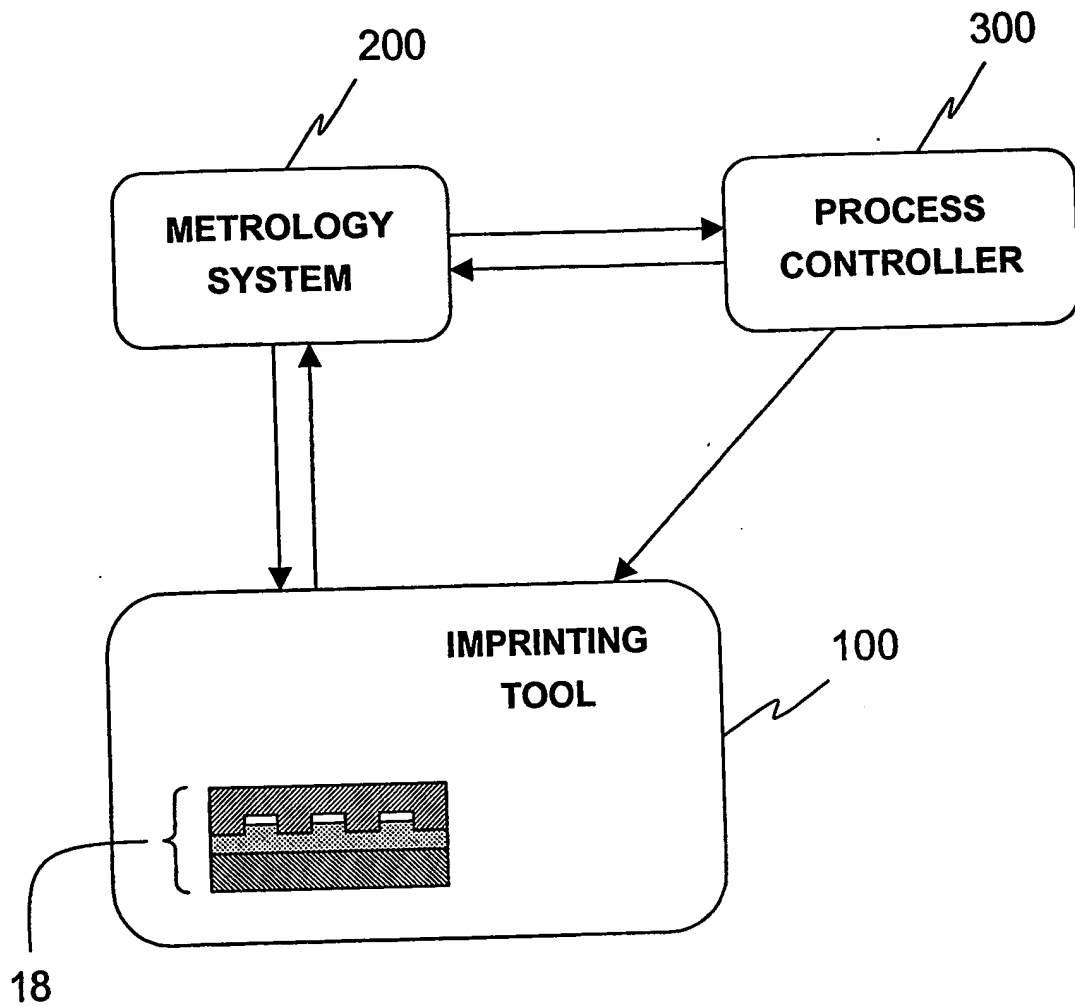 200
300
METROLOGY
SYSTEM
PROCESS
CONTROLLER
IMPRINTING
TOOL
100
18